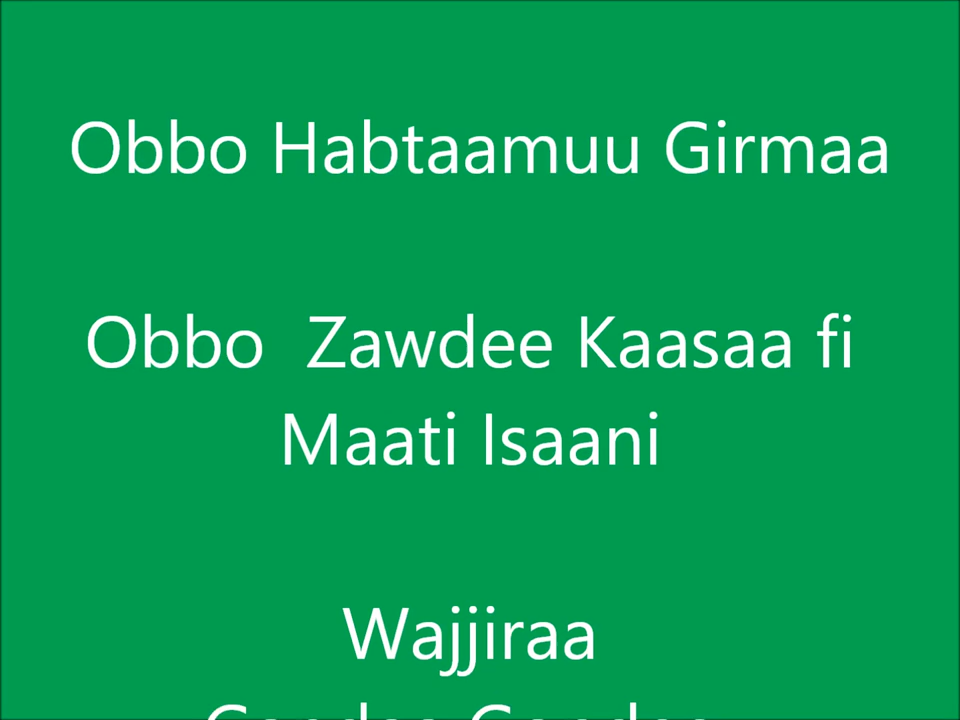 Obbo Habtaamuu Girmaa
Obbo Zawdee Kaasaa fi
Maati Isaani
Wajjiraa